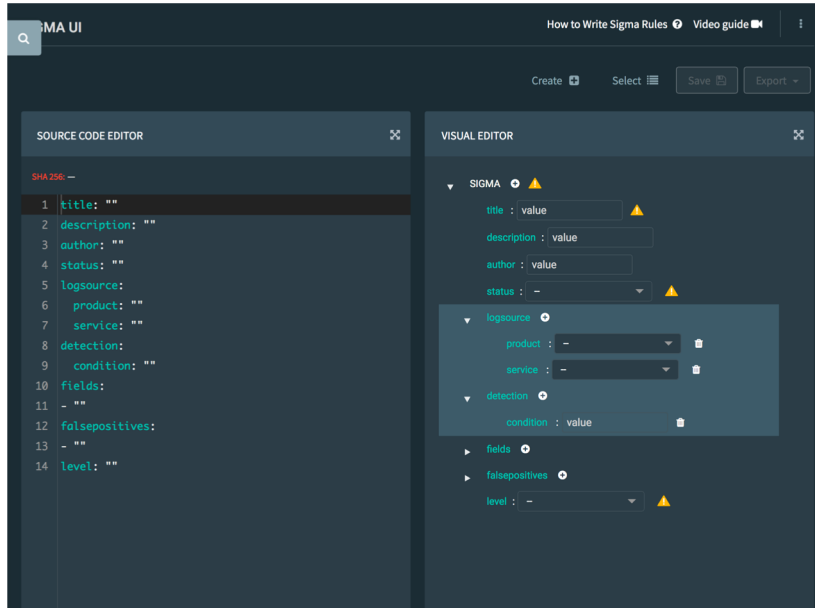 GMA UI
How to Write Sigma Rules ? Video guide
Create Select Save Export
SOURCE CODE EDITOR
SHA 256: —
1 title: ""
2 description: ""
3 author: ""
4 status: ""
5 logsource:
6 product: ""
7 service: ""
8 detection:
9 condition: ""
10 fields:
11 - ""
12 falsepositives:
13 - ""
14 level: ""
VISUAL EDITOR
SIGMA
title : value
description : value
author : value
status : –
logsource
product : –
service : –
detection
condition : value
fields
falsepositives
level : –